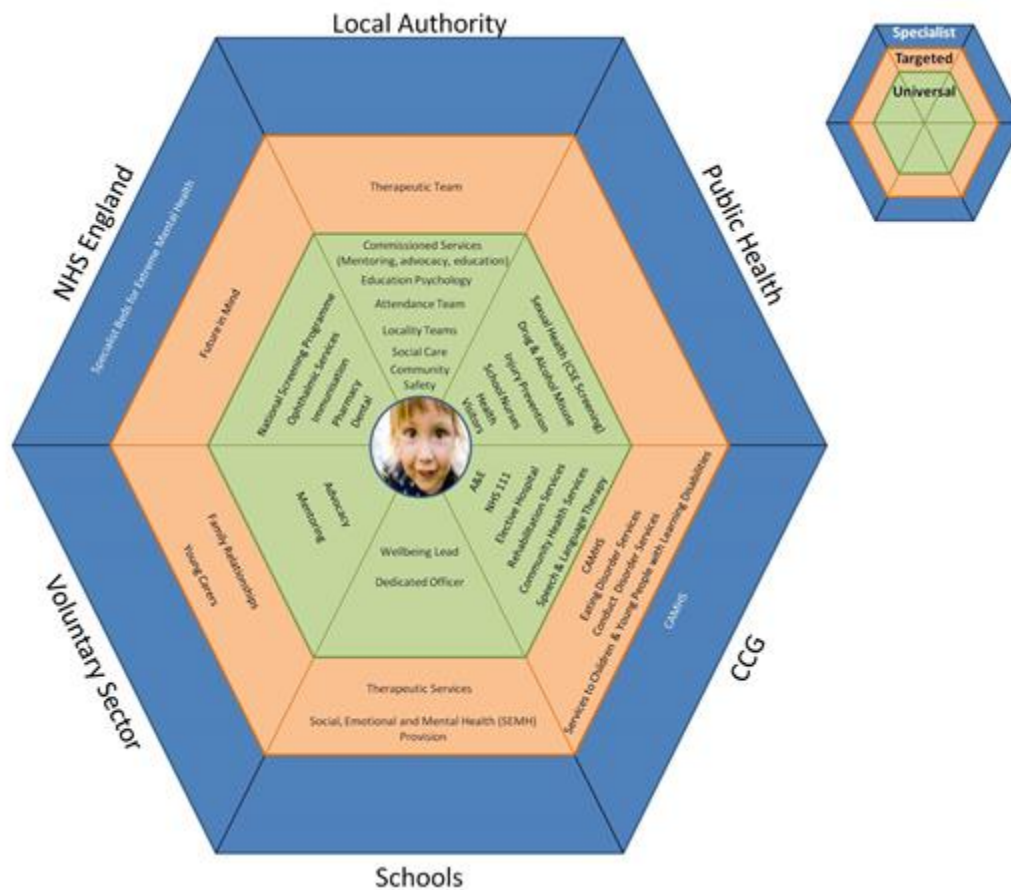 Local Authority
Specialist
Targeted
Universal
NHS England
Specialist Beds for Extreme Mental Health
Public Health
Therapeutic Team
Future in Mind
Commissioned Services
(Mentoring, advocacy, education)
Education Psychology
Attendance Team
Locality Teams
Social Care
Community
Safety
National Screening Programme
Ophthalmic Services
Immunisation
Pharmacy
Dental
Sexual Health (CSE Screening)
Drug & Alcohol Misuse
Injury Prevention
School Nurses
Health
Visitors
Advocacy
Mentoring
Family Relationships
Young Carers
Voluntary Sector
Wellbeing Lead
Dedicated Officer
A&E
NHS 111
Elective Hospital
Rehabilitation Services
Community Health Services
Speech & Language Therapy
CAMHS
Eating Disorder Services
Conduct Disorder Services
Services to Children & Young People with Learning Disabilities
CAMHS
CCG
Therapeutic Services
Social, Emotional and Mental Health (SEMH)
Provision
Schools